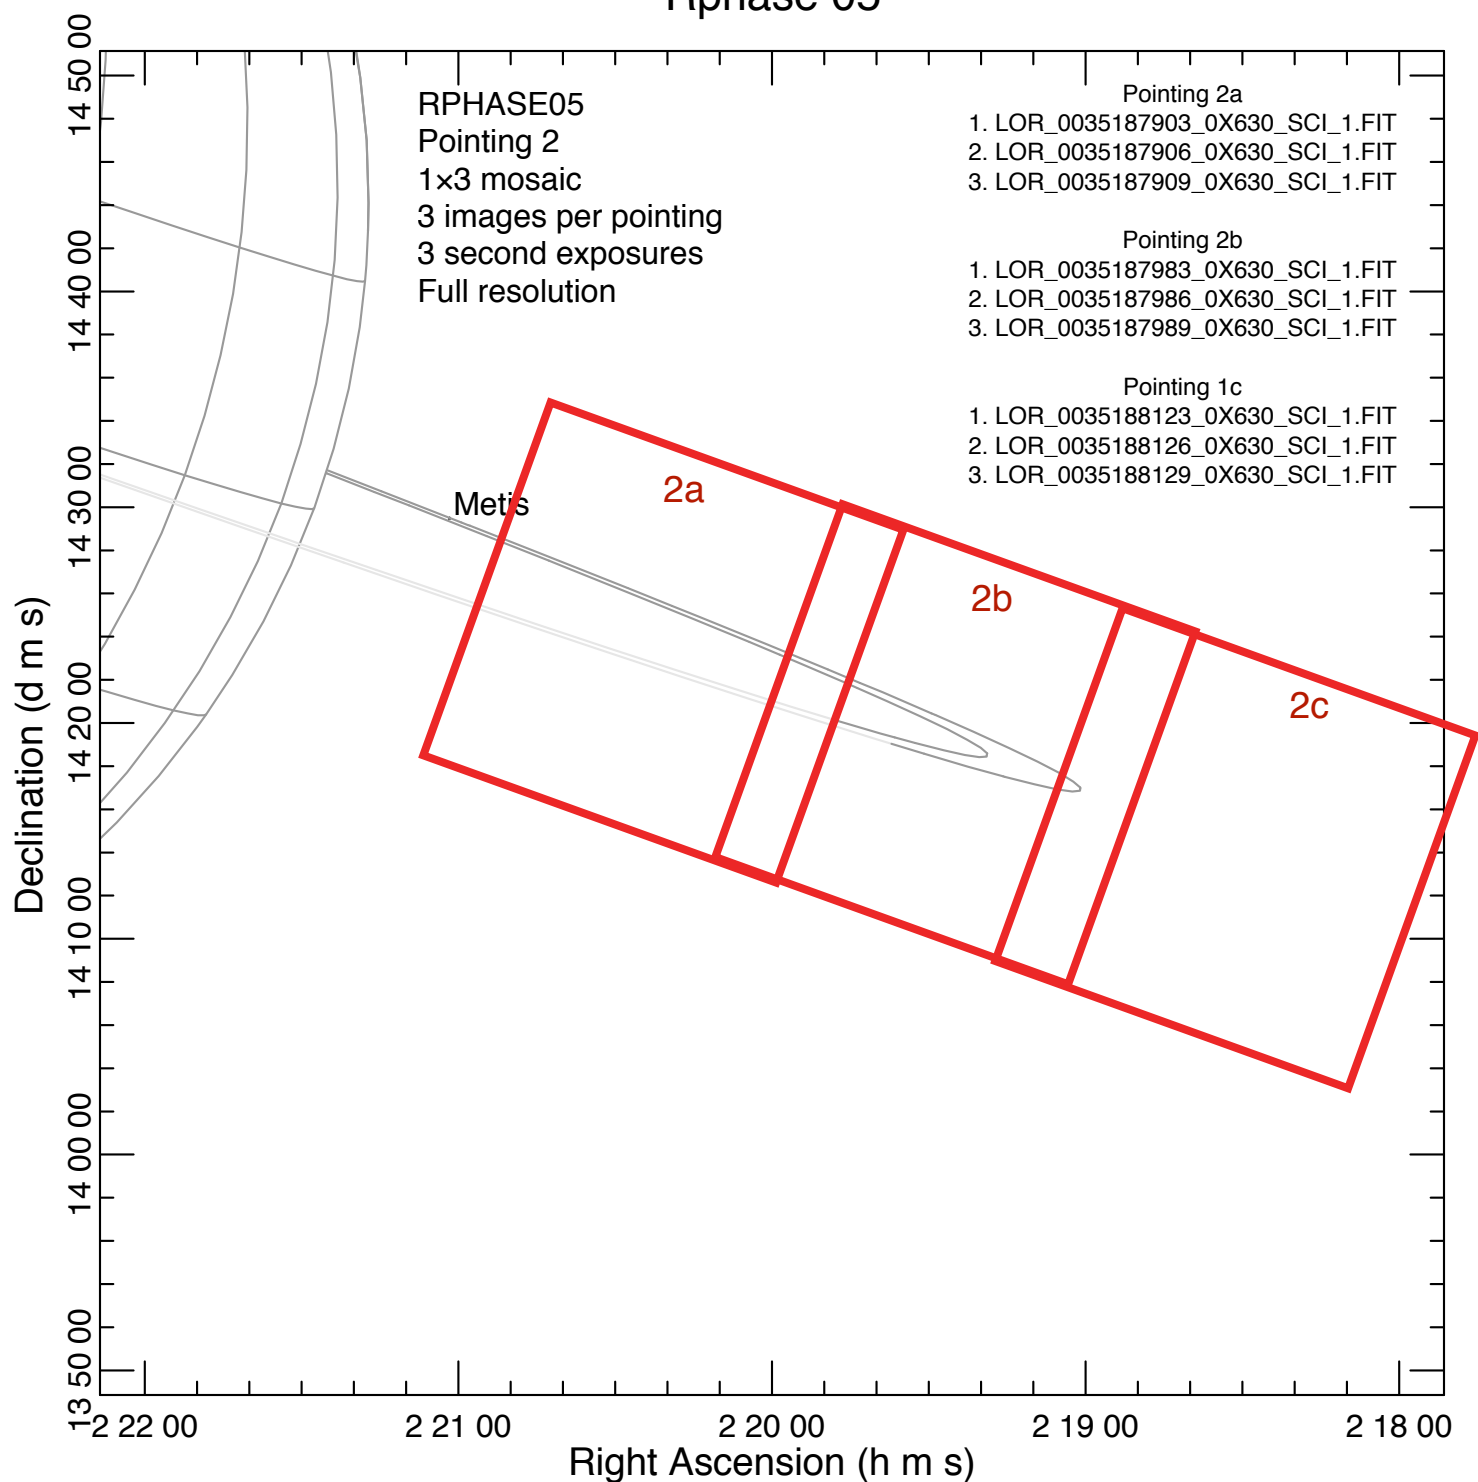 Rphase 05
RPHASE05
Pointing 2
1×3 mosaic
3 images per pointing
3 second exposures
Full resolution
Pointing 2a
1. LOR_0035187903_0X630_SCI_1.FIT
2. LOR_0035187906_0X630_SCI_1.FIT
3. LOR_0035187909_0X630_SCI_1.FIT
Pointing 2b
1. LOR_0035187983_0X630_SCI_1.FIT
2. LOR_0035187986_0X630_SCI_1.FIT
3. LOR_0035187989_0X630_SCI_1.FIT
Pointing 1c
1. LOR_0035188123_0X630_SCI_1.FIT
2. LOR_0035188126_0X630_SCI_1.FIT
3. LOR_0035188129_0X630_SCI_1.FIT
Metis
2a
2b
2c
Declination (d m s)
14 50 00
14 40 00
14 30 00
14 20 00
14 10 00
14 00 00
13 50 00
2 22 00
2 21 00
2 20 00
2 19 00
2 18 00
Right Ascension (h m s)